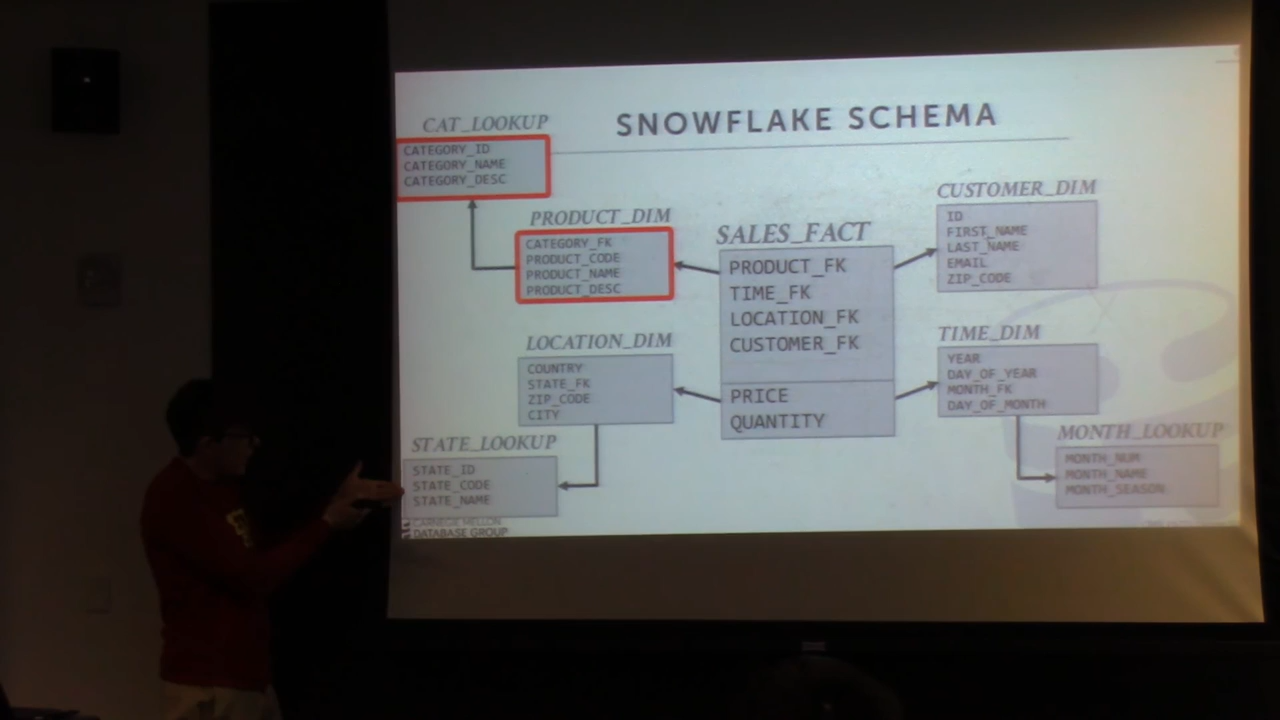 SNOWFLAKE SCHEMA
CAT_LOOKUP
CATEGORY_ID
CATEGORY_NAME
CATEGORY_DESC
PRODUCT_DIM
CATEGORY_FK
PRODUCT_CODE
PRODUCT_NAME
PRODUCT_DESC
SALES_FACT
PRODUCT_FK
TIME_FK
LOCATION_FK
CUSTOMER_FK
PRICE
QUANTITY
CUSTOMER_DIM
ID
FIRST_NAME
LAST_NAME
EMAIL
ZIP_CODE
LOCATION_DIM
COUNTRY
STATE_FK
ZIP_CODE
CITY
TIME_DIM
YEAR
DAY_OF_YEAR
MONTH_FK
DAY_OF_MONTH
STATE_LOOKUP
STATE_ID
STATE_CODE
STATE_NAME
MONTH_LOOKUP
MONTH_NUM
MONTH_NAME
MONTH_SEASON
CARNEGIE MELLON
DATABASE GROUP